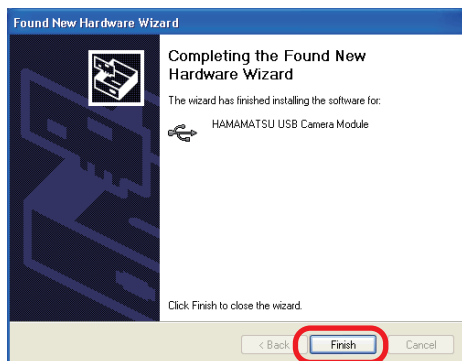 Found New Hardware Wizard
Completing the Found New
Hardware Wizard
The wizard has finished installing the software for:
HAMAMATSU USB Camera Module
Click Finish to close the wizard.
< Back
Finish
Cancel